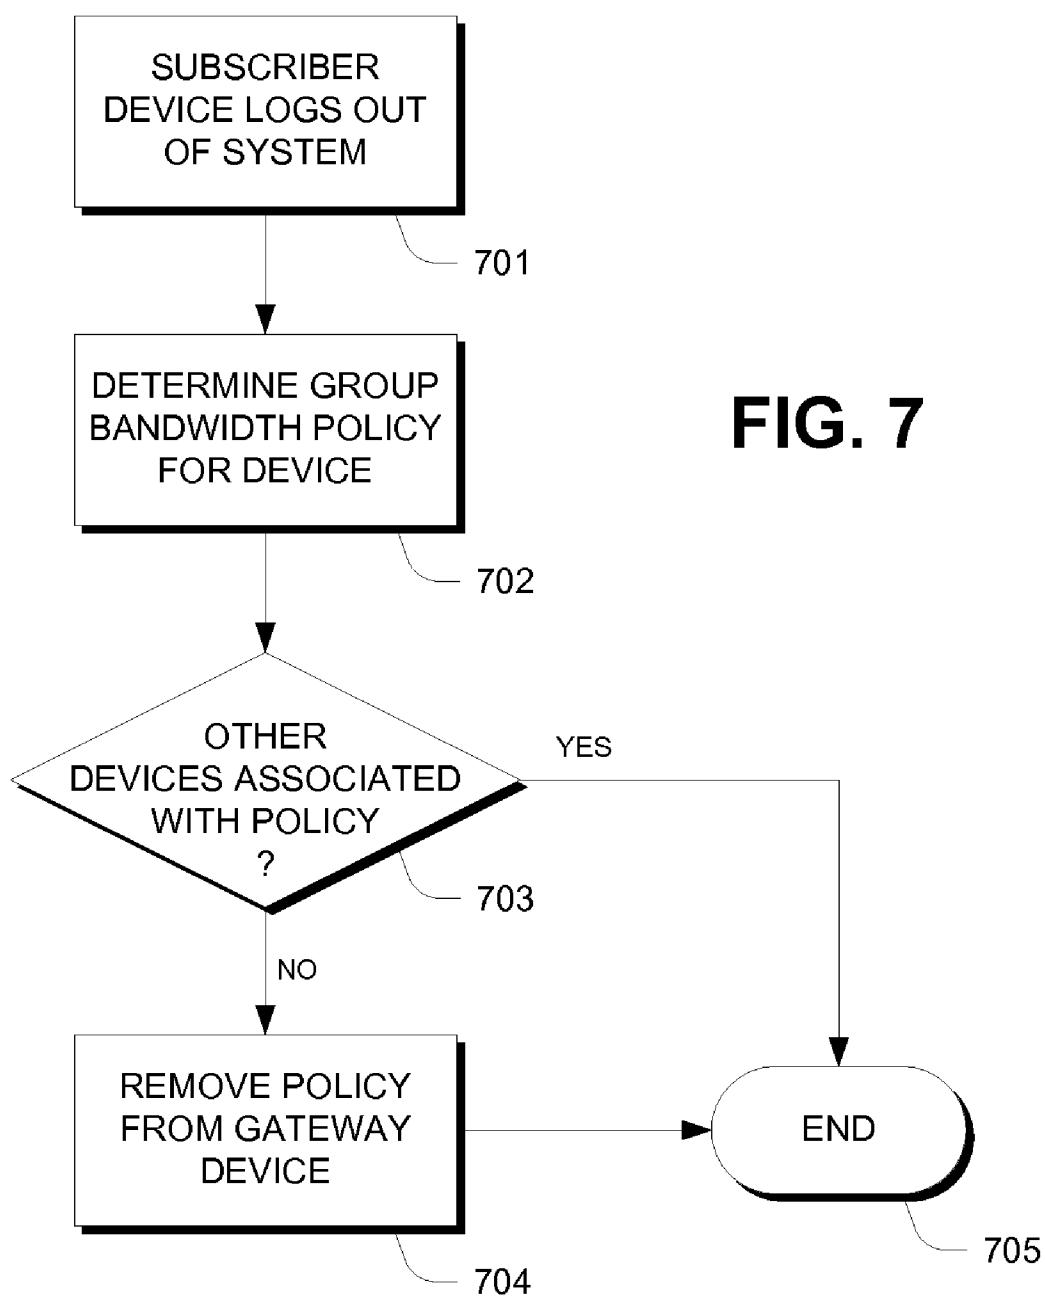 SUBSCRIBER
DEVICE LOGS OUT
OF SYSTEM
701
DETERMINE GROUP
BANDWIDTH POLICY
FOR DEVICE
702
FIG. 7
OTHER
DEVICES ASSOCIATED
WITH POLICY
?
703
YES
NO
REMOVE POLICY
FROM GATEWAY
DEVICE
704
END
705